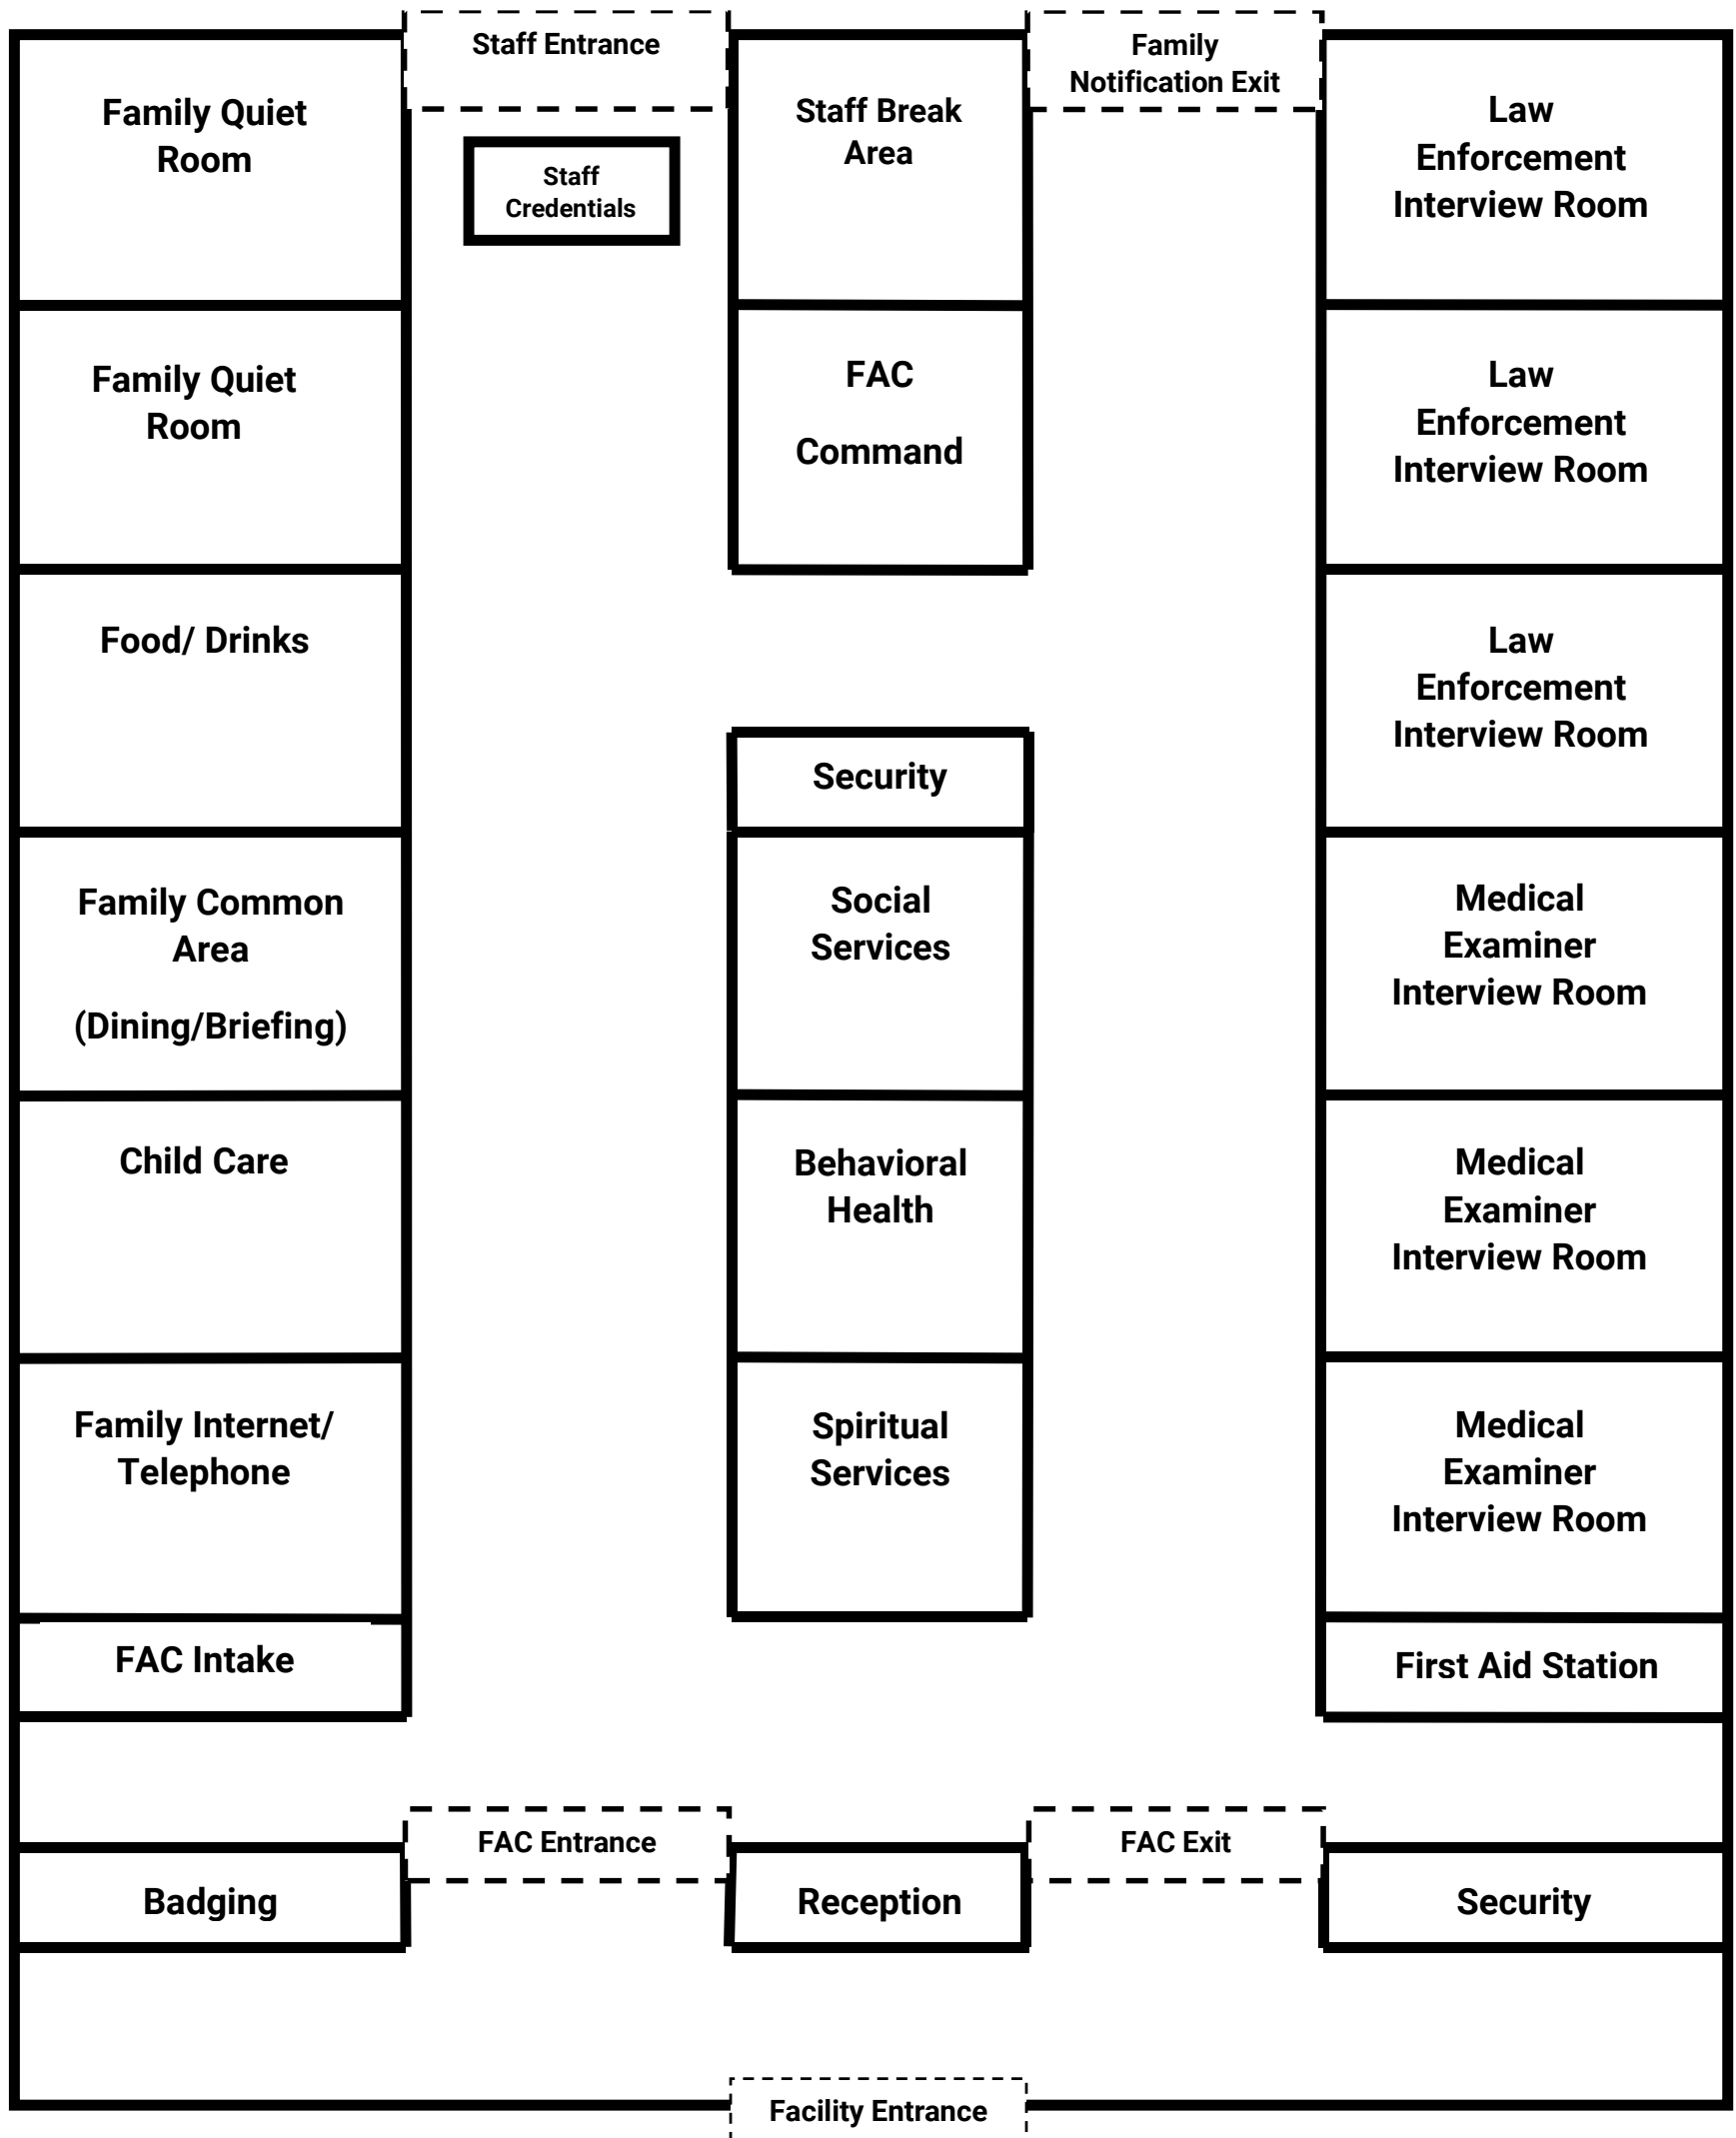 Staff Entrance
Family
Notification Exit
Family Quiet
Room
Staff
Credentials
Staff Break
Area
Law
Enforcement
Interview Room
Family Quiet
Room
FAC
Command
Law
Enforcement
Interview Room
Food/ Drinks
Law
Enforcement
Interview Room
Security
Family Common
Area
(Dining/Briefing)
Social
Services
Medical
Examiner
Interview Room
Child Care
Behavioral
Health
Medical
Examiner
Interview Room
Family Internet/
Telephone
Spiritual
Services
Medical
Examiner
Interview Room
FAC Intake
First Aid Station
FAC Entrance
FAC Exit
Badging
Reception
Security
Facility Entrance